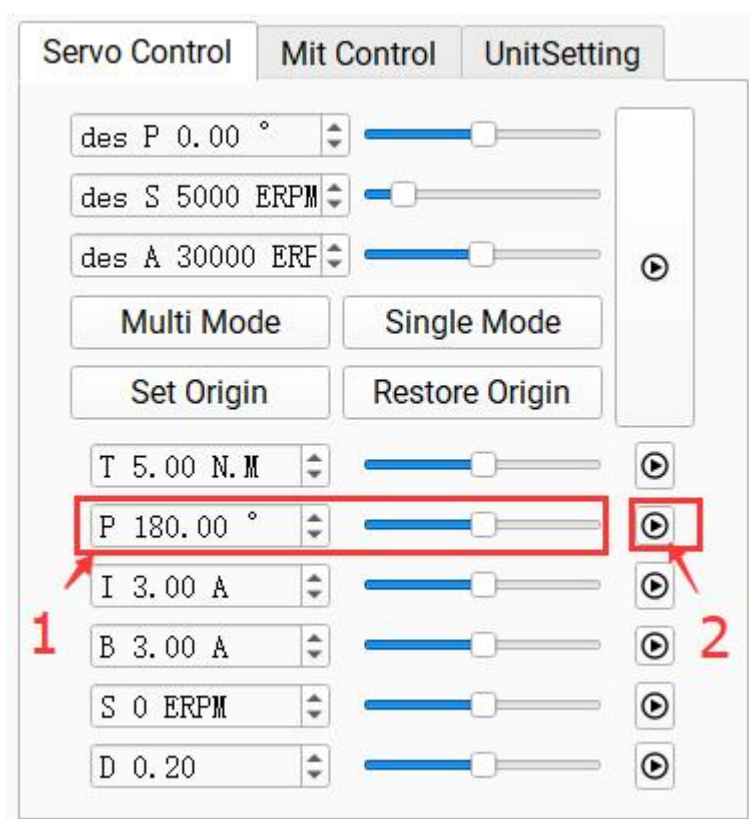 Servo Control Mit Control UnitSetting
des P 0.00 °
des S 5000 ERPM
des A 30000 ERF
Multi Mode Single Mode
Set Origin Restore Origin
T 5.00 N.M
P 180.00 °
I 3.00 A
1 B 3.00 A 2
S 0 ERPM
D 0.20